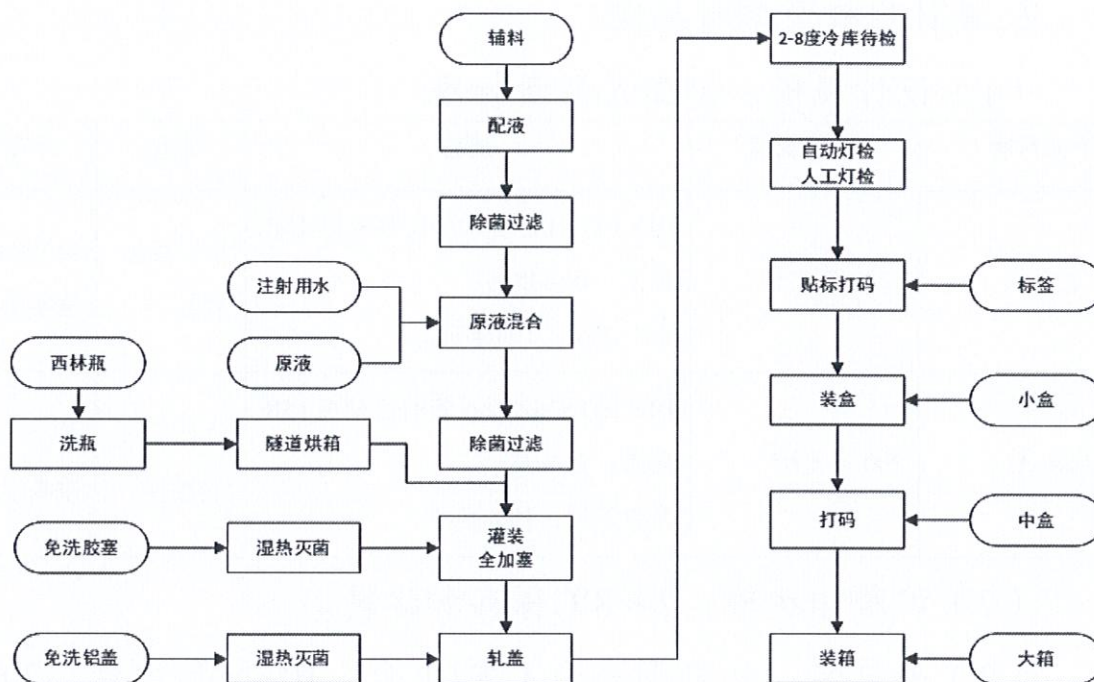 辅料
2-8度冷库待检
配液
自动灯检
人工灯检
除菌过滤
注射用水
贴标打码
标签
原液混合
西林瓶
原液
装盒
小盒
洗瓶
隧道烘箱
除菌过滤
打码
中盒
免洗胶塞
湿热灭菌
灌装
全加塞
免洗铝盖
湿热灭菌
轧盖
装箱
大箱